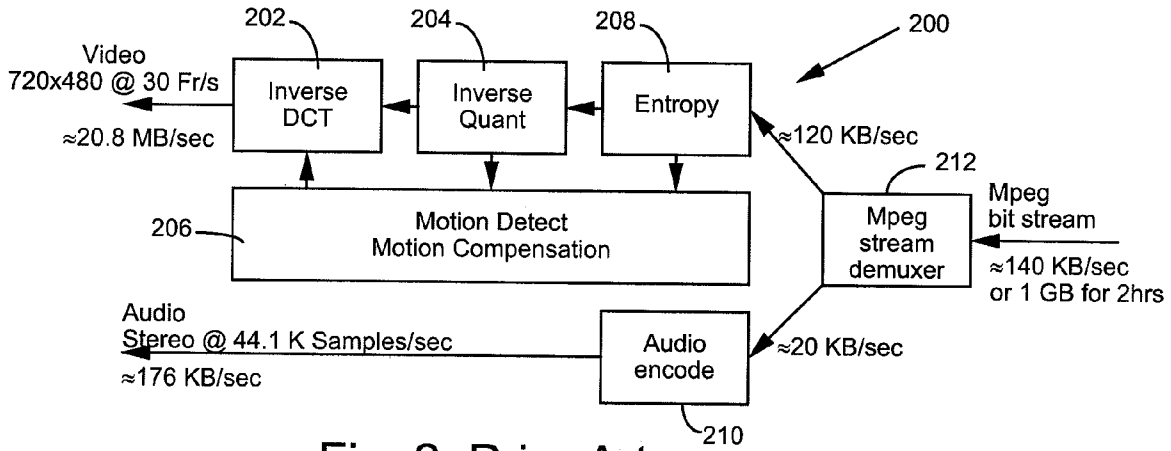 202
204
208
200
Video
720x480 @ 30 Fr/s
≈20.8 MB/sec
Inverse
DCT
Inverse
Quant
Entropy
≈120 KB/sec
212
206
Motion Detect
Motion Compensation
Mpeg
stream
demuxer
Mpeg
bit stream
≈140 KB/sec
or 1 GB for 2hrs
Audio
Stereo @ 44.1 K Samples/sec
≈176 KB/sec
Audio
encode
≈20 KB/sec
210